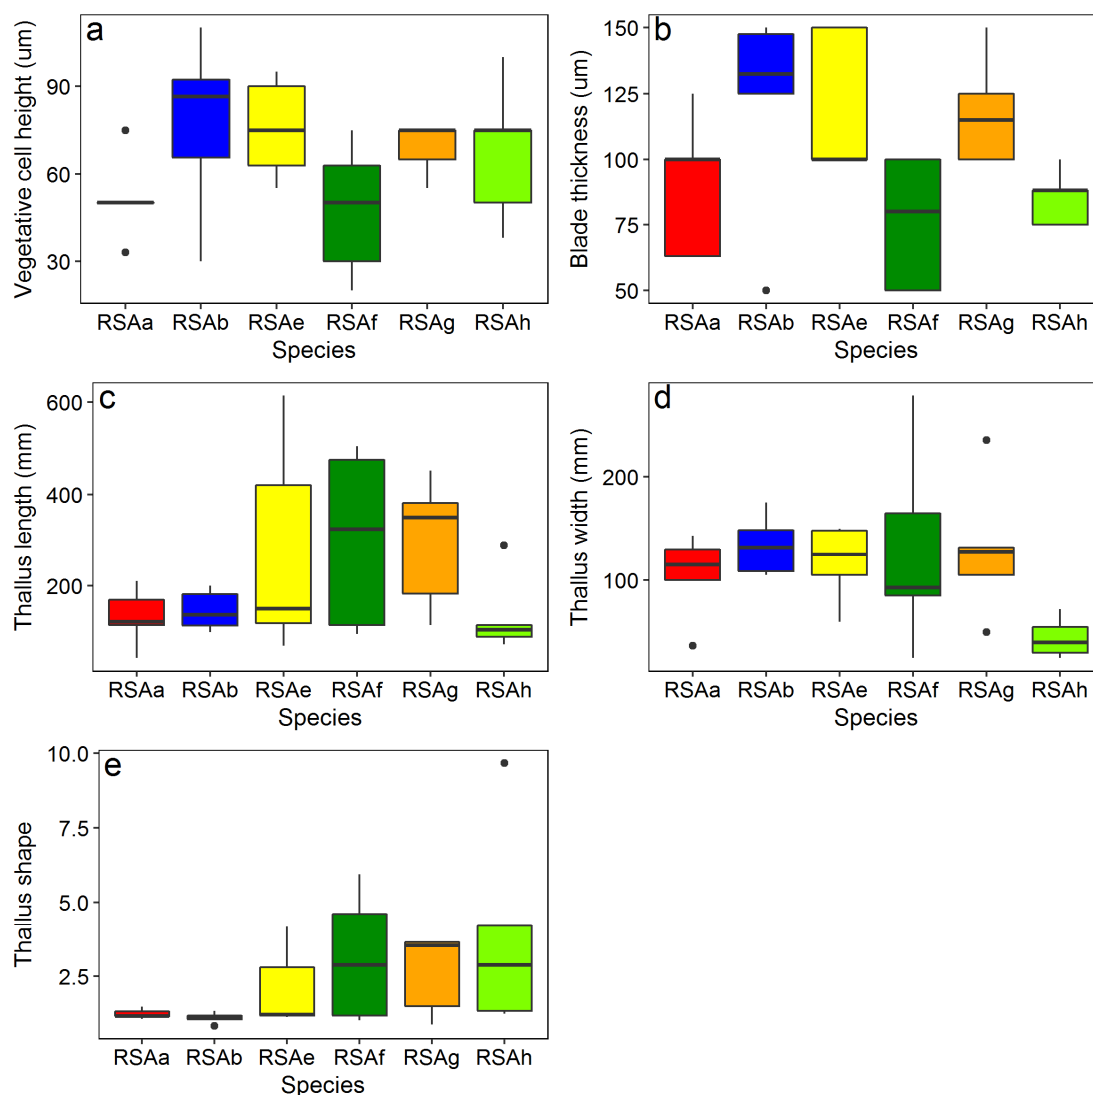 a
Vegetative cell height (um)
90
60
30
RSAa RSAb RSAe RSAf RSAg RSAh
Species
b
Blade thickness (um)
150
125
100
75
50
RSAa RSAb RSAe RSAf RSAg RSAh
Species
c
Thallus length (mm)
600
400
200
RSAa RSAb RSAe RSAf RSAg RSAh
Species
d
Thallus width (mm)
200
100
RSAa RSAb RSAe RSAf RSAg RSAh
Species
e
Thallus shape
10.0
7.5
5.0
2.5
RSAa RSAb RSAe RSAf RSAg RSAh
Species